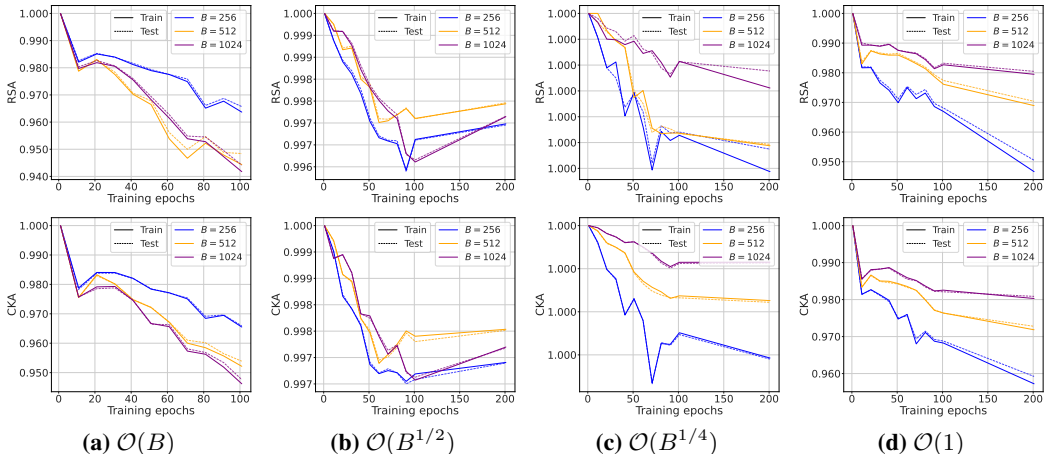 1.000
0.990
0.980
0.970
0.960
0.950
0.940
RSA
0 20 40 60 80 100
Training epochs
Train
Test
B = 256
B = 512
B = 1024
1.000
0.999
0.999
0.998
0.998
0.997
0.997
0.996
RSA
0 50 100 150 200
Training epochs
Train
Test
B = 256
B = 512
B = 1024
1.000
1.000
1.000
1.000
1.000
1.000
1.000
RSA
0 50 100 150 200
Training epochs
Train
Test
B = 256
B = 512
B = 1024
1.000
0.990
0.980
0.970
0.960
0.950
RSA
0 50 100 150 200
Training epochs
Train
Test
B = 256
B = 512
B = 1024
1.000
0.990
0.980
0.970
0.960
0.950
CKA
0 20 40 60 80 100
Training epochs
Train
Test
B = 256
B = 512
B = 1024
1.000
0.999
0.999
0.998
0.998
0.997
0.997
CKA
0 50 100 150 200
Training epochs
Train
Test
B = 256
B = 512
B = 1024
1.000
1.000
1.000
1.000
CKA
0 50 100 150 200
Training epochs
Train
Test
B = 256
B = 512
B = 1024
1.000
0.990
0.980
0.970
0.960
CKA
0 50 100 150 200
Training epochs
Train
Test
B = 256
B = 512
B = 1024
(a) O(B)
(b) O(B^{1/2})
(c) O(B^{1/4})
(d) O(1)